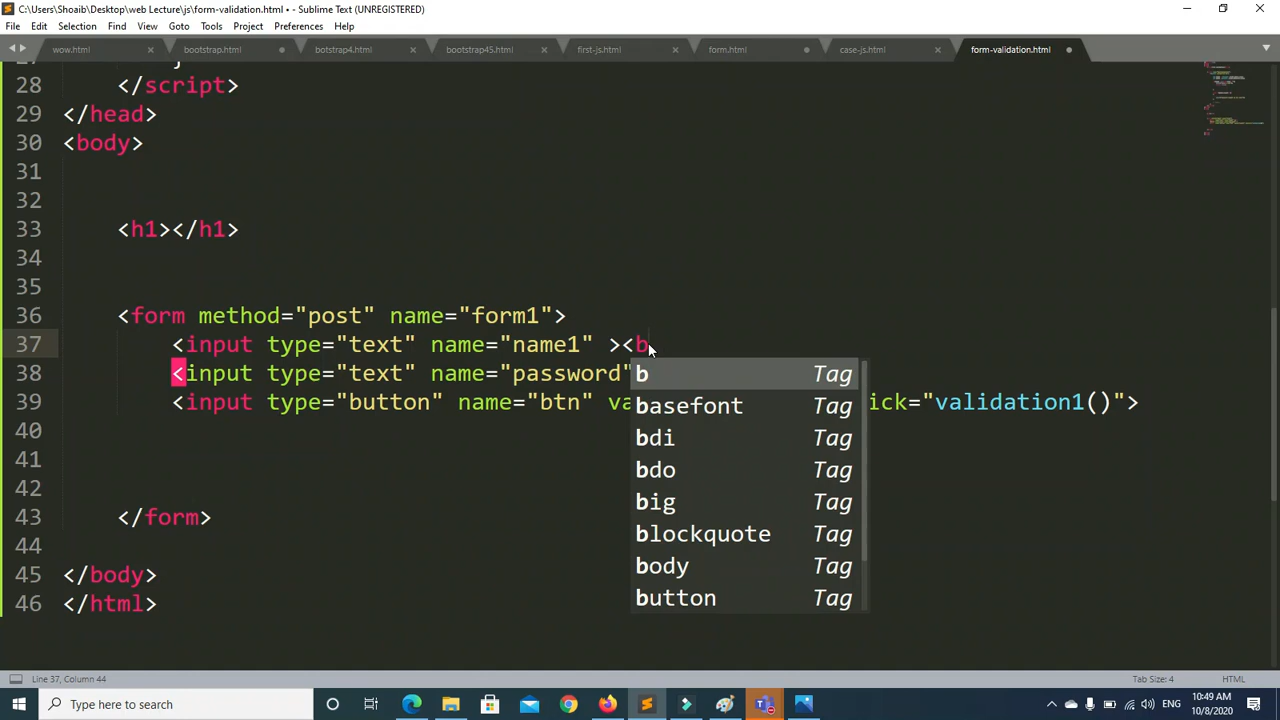 C:\Users\Shoaib\Desktop\web Lecture\js\form-validation.html • - Sublime Text (UNREGISTERED)
File Edit Selection Find View Goto Tools Project Preferences Help
wow.html bootstrap.html botstrap4.html bootstrap45.html first-js.html form.html case-js.html form-validation.html
28 </script>
29 </head>
30 <body>
31
32
33 <h1></h1>
34
35
36 <form method="post" name="form1">
37 <input type="text" name="name1" ><b
38 <input type="text" name="password"
39 <input type="button" name="btn" va ick="validation1()">
40
41
42
43 </form>
44
45 </body>
46 </html>
b Tag
basefont Tag
bdi Tag
bdo Tag
big Tag
blockquote Tag
body Tag
button Tag
Line 37, Column 44 Tab Size: 4 HTML
Type here to search
ENG
10:49 AM
10/8/2020